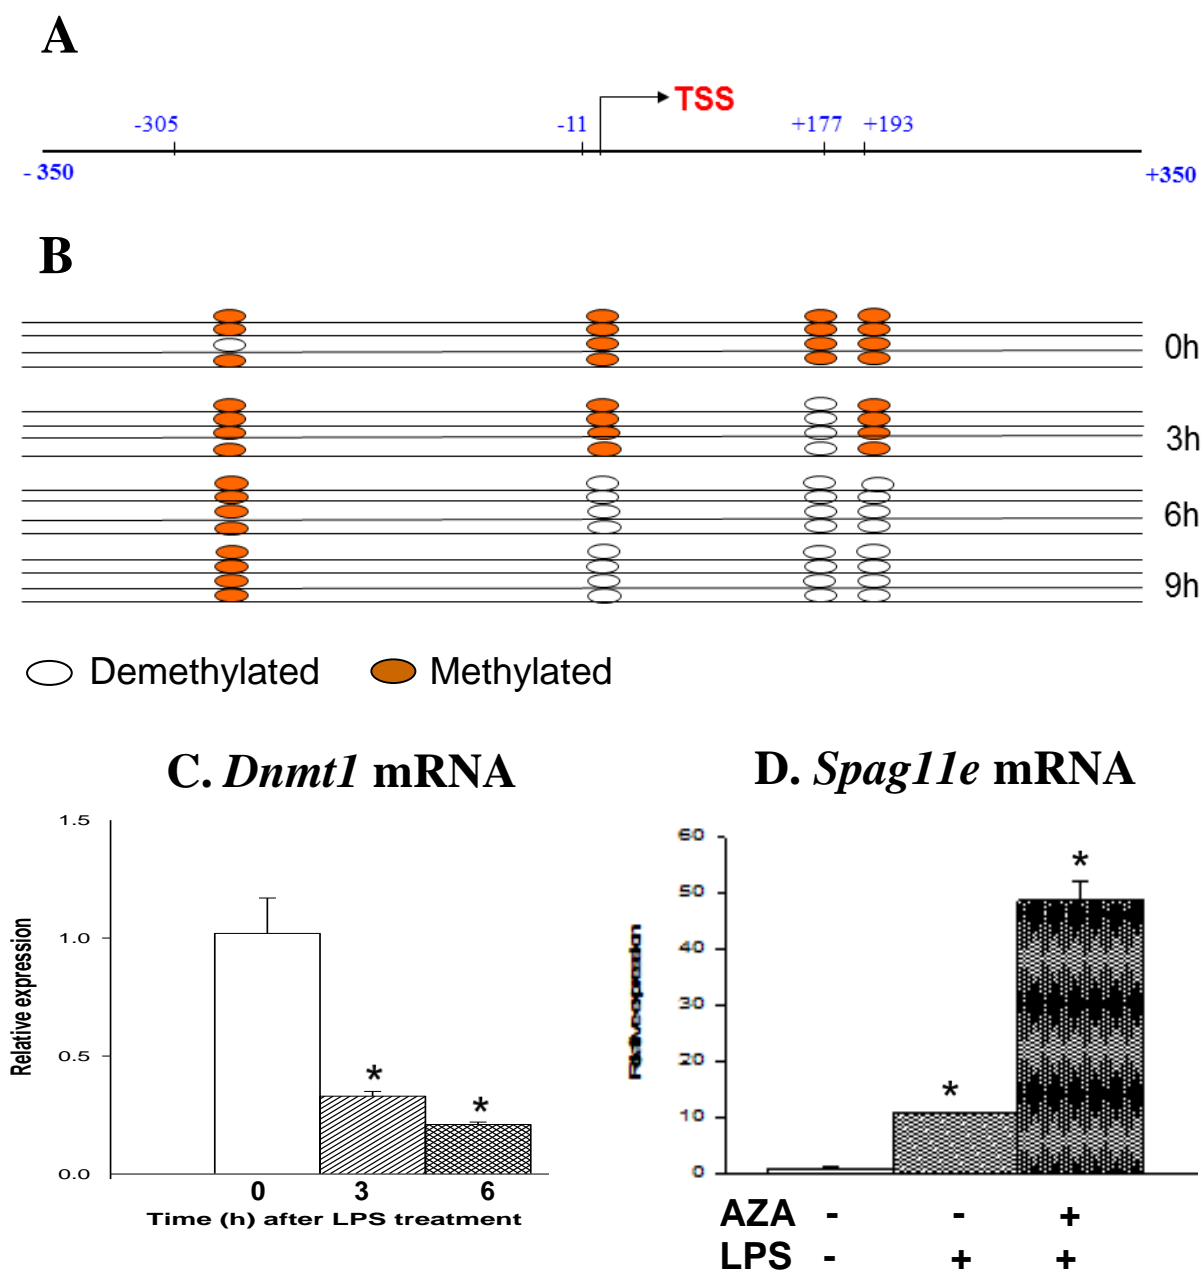 A
TSS
-305 -11 +177 +193
- 350 +350
B
0h
3h
6h
9h
Demethylated Methylated
C. Dnmt1 mRNA
1.5
1.0
0.5
0.0
Relative expression
0 3 6
* *
Time (h) after LPS treatment
D. Spag11e mRNA
60
50
40
30
20
10
0
Relative expression
* *
AZA - - +
LPS - + +